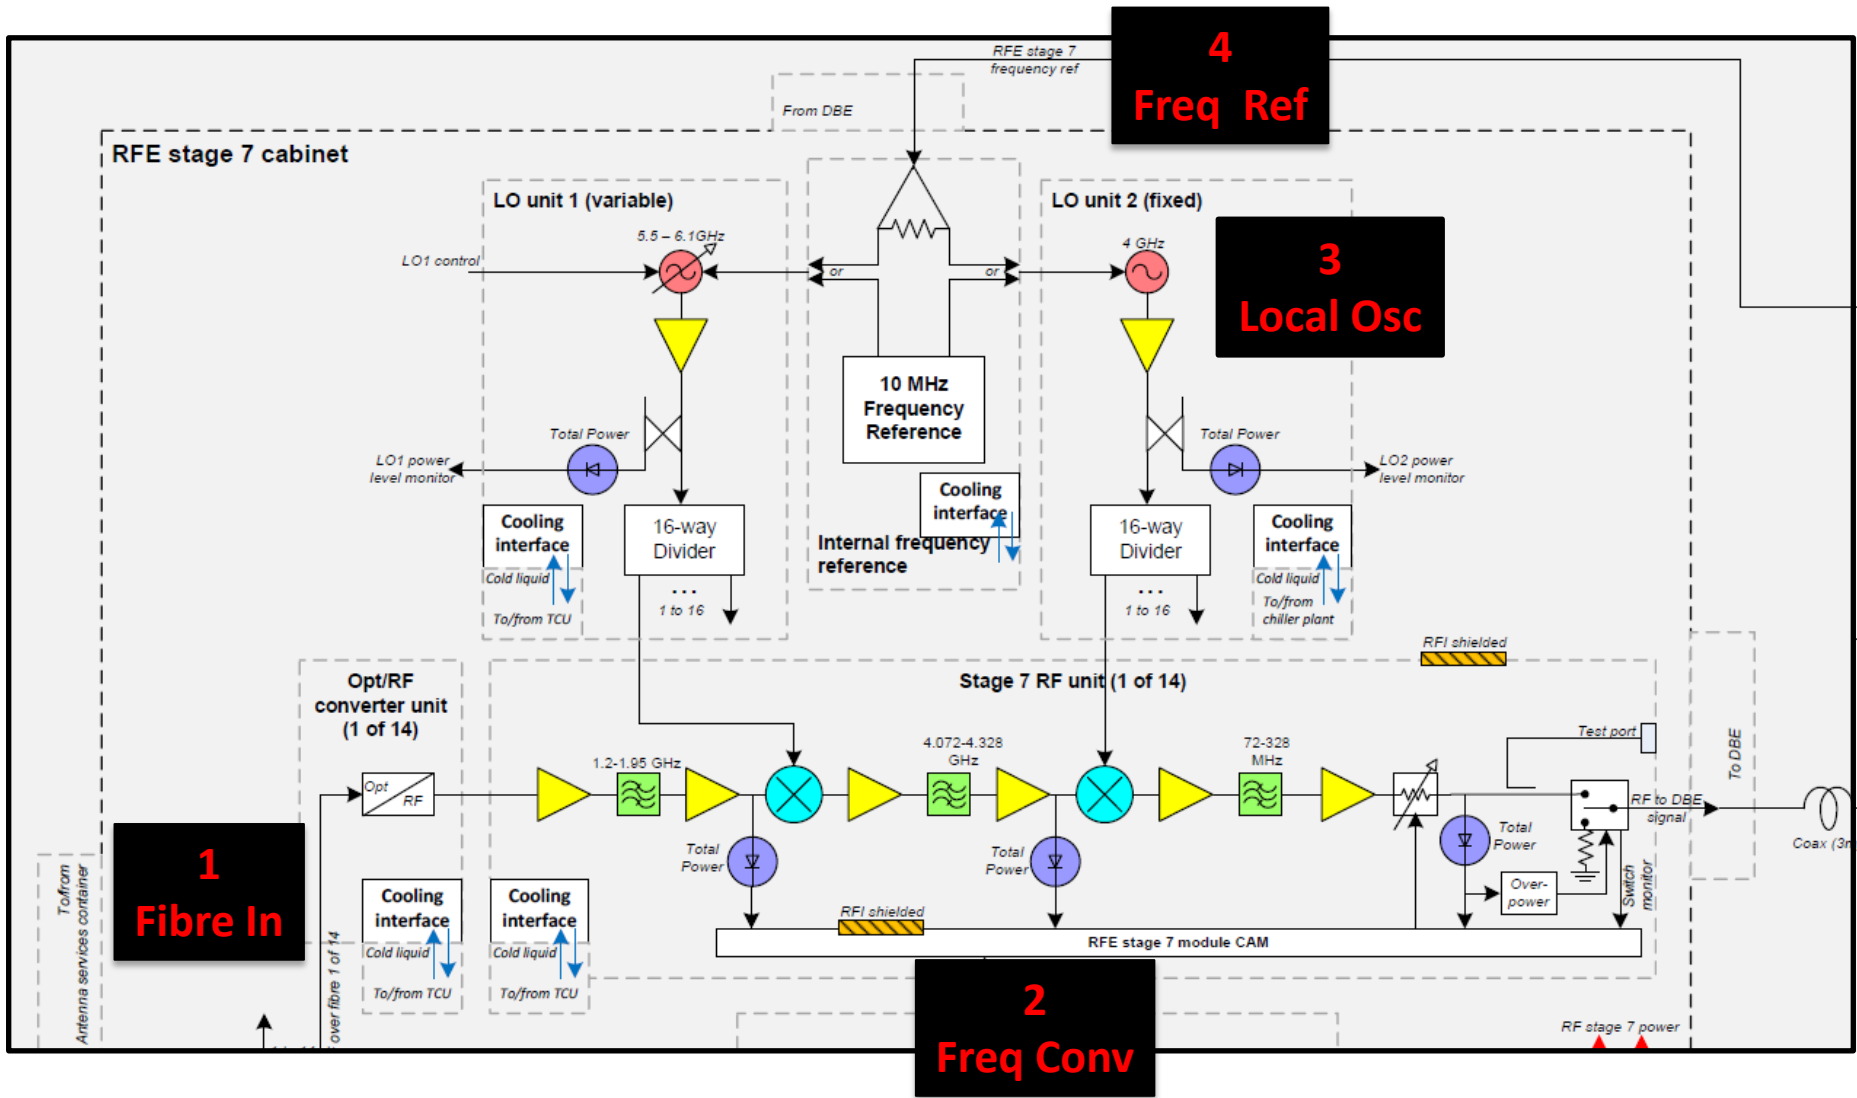 4
Freq Ref
RFE stage 7
frequency ref
From DBE
RFE stage 7 cabinet
LO unit 1 (variable)
LO unit 2 (fixed)
5.5 – 6.1GHz
4 GHz
3
Local Osc
LO1 control
or
or
10 MHz
Frequency
Reference
Total Power
Total Power
LO1 power
level monitor
LO2 power
level monitor
Cooling
interface
Cold liquid
To/from TCU
16-way
Divider
...
1 to 16
Cooling
interface
Internal frequency
reference
16-way
Divider
...
1 to 16
Cooling
interface
Cold liquid
To/from
chiller plant
RFI shielded
Opt/RF
converter unit
(1 of 14)
Stage 7 RF unit (1 of 14)
1.2-1.95 GHz
4.072-4.328
GHz
72-328
MHz
Test port
To DBE
Opt
RF
RF to DBE
signal
Coax (3m
Total
Power
Total
Power
Total
Power
Over-
power
Switch
monitor
1
Fibre In
To/from
Antenna services container
over fibre 1 of 14
Cooling
interface
Cold liquid
To/from TCU
Cooling
interface
Cold liquid
To/from TCU
RFI shielded
RFE stage 7 module CAM
2
Freq Conv
RF stage 7 power